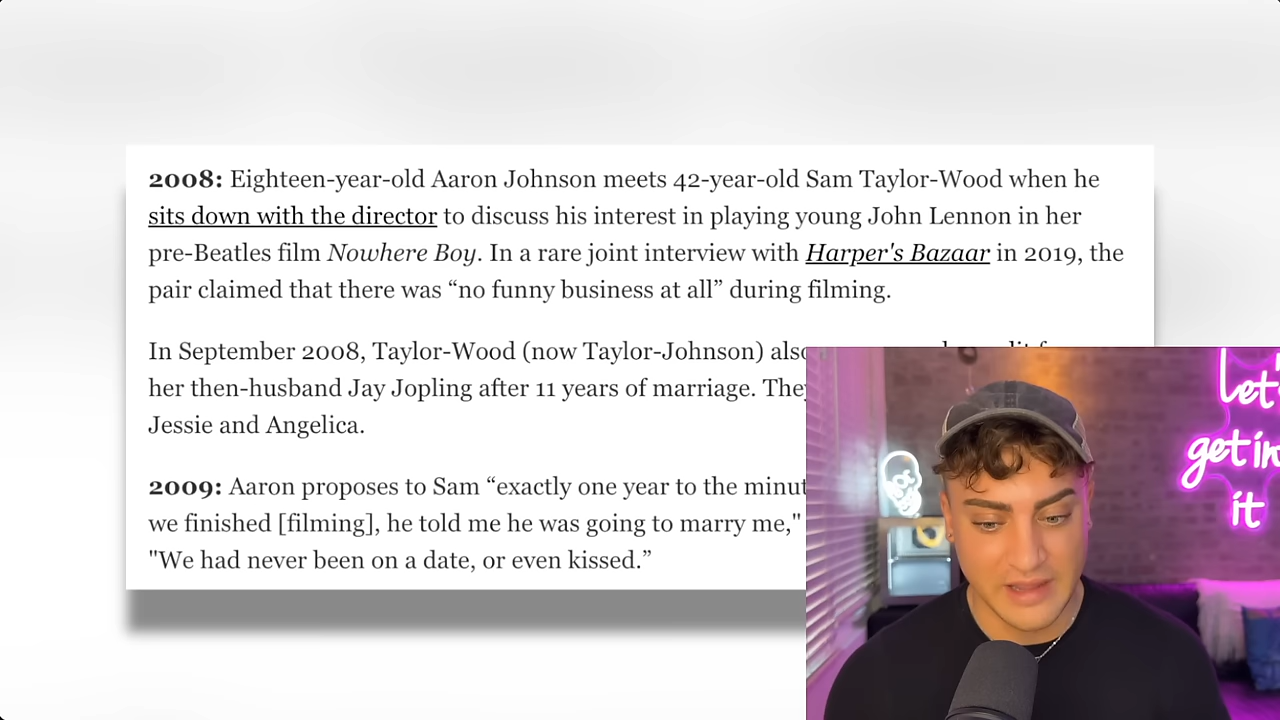 2008: Eighteen-year-old Aaron Johnson meets 42-year-old Sam Taylor-Wood when he
sits down with the director to discuss his interest in playing young John Lennon in her
pre-Beatles film Nowhere Boy. In a rare joint interview with Harper's Bazaar in 2019, the
pair claimed that there was “no funny business at all” during filming.
In September 2008, Taylor-Wood (now Taylor-Johnson) also
her then-husband Jay Jopling after 11 years of marriage. They
Jessie and Angelica.
2009: Aaron proposes to Sam “exactly one year to the minut
we finished [filming], he told me he was going to marry me,"
"We had never been on a date, or even kissed.”
let's
get in
it